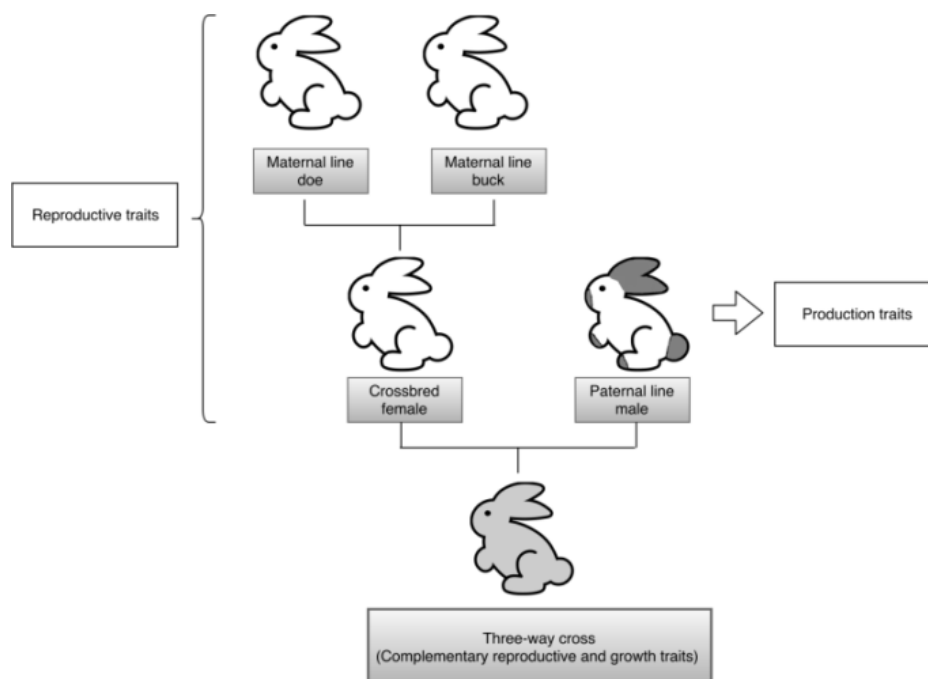 Maternal line
doe
Maternal line
buck
Reproductive traits
Crossbred
female
Paternal line
male
Production traits
Three-way cross
(Complementary reproductive and growth traits)